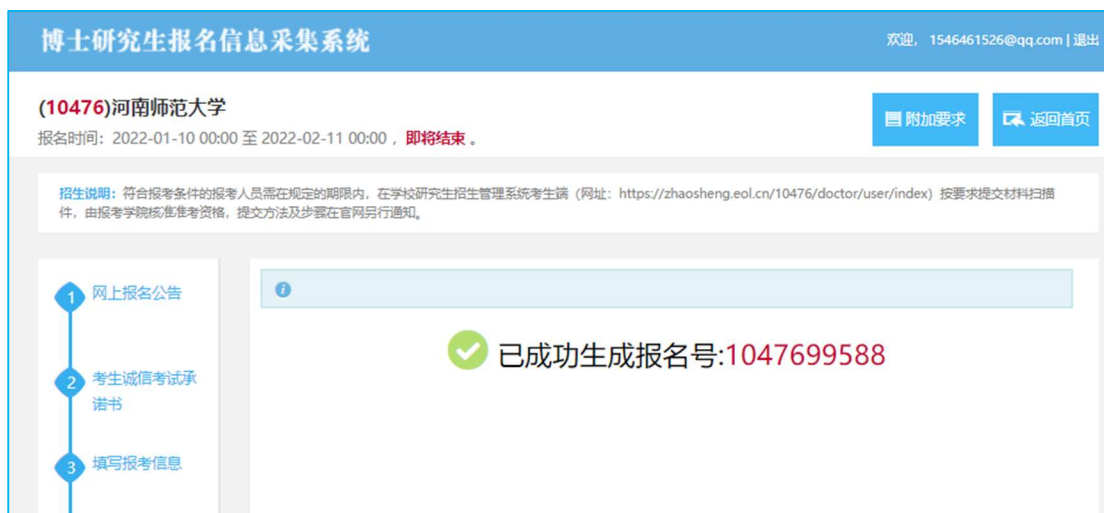 博士研究生报名信息采集系统
欢迎, 1546461526@qq.com | 退出
(10476)河南师范大学
附加要求
返回首页
报名时间：2022-01-10 00:00 至 2022-02-11 00:00 ，即将结束 。
招生说明：符合报考条件的报考人员需在规定的期限内，在学校研究生招生管理系统考生端（网址：https://zhaosheng.eol.cn/10476/doctor/user/index）按要求提交材料扫描
件，由报考学院核准准考资格，提交方法及步骤在官网另行通知。
1 网上报名公告
已成功生成报名号:1047699588
2 考生诚信考试承
诺书
3 填写报考信息